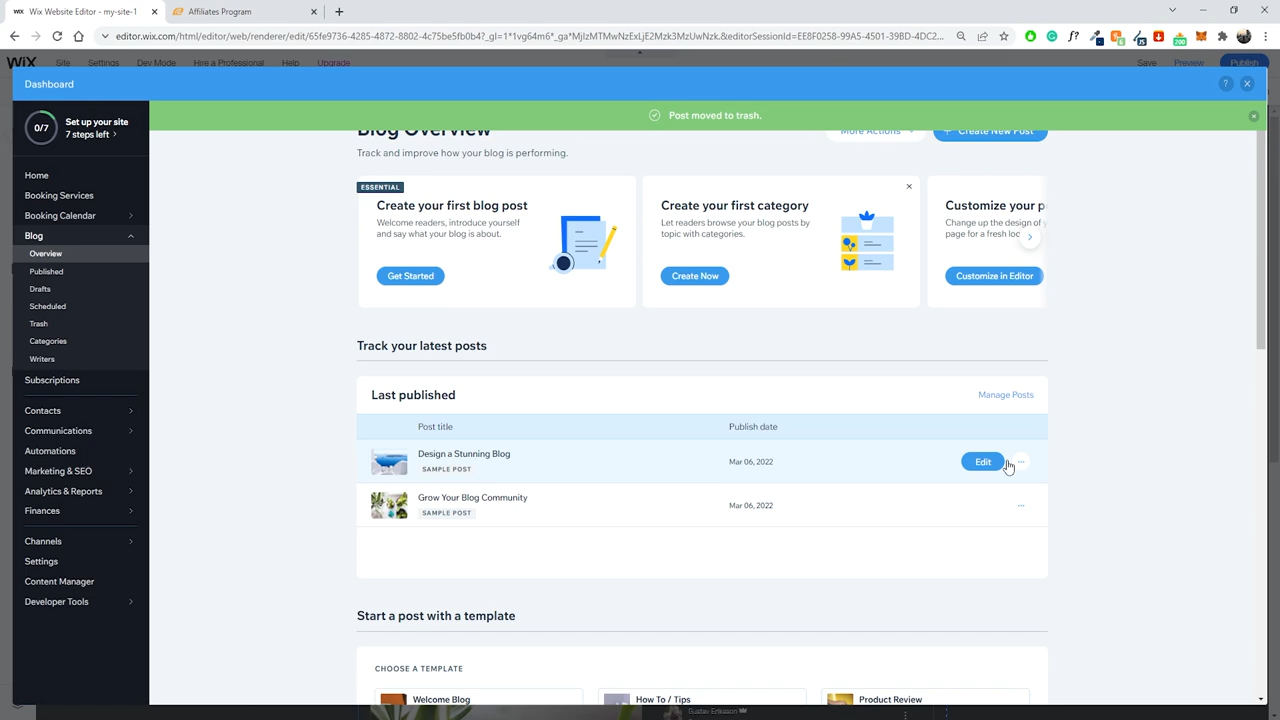 Wix Website Editor - my-site-1
Affiliates Program
editor.wix.com/html/editor/web/renderer/edit/65fe9736-4285-4872-8802-4c75be5fb0b4?_gl=1*1vg64m6*_ga*MjIzMTMwNzExLjE2Mzk3MzUwNzk.&editorSessionId=EE8F0258-99A5-4501-39BD-4DC2...
WiX Site Settings Dev Mode Hire a Professional Help Upgrade Save Preview Publish
Dashboard
?
0/7
Set up your site
7 steps left >
Post moved to trash.
Blog Overview
More Actions
+ Create New Post
Track and improve how your blog is performing.
Home
Booking Services
Booking Calendar
Blog
Overview
Published
Drafts
Scheduled
Trash
Categories
Writers
Subscriptions
Contacts
Communications
Automations
Marketing & SEO
Analytics & Reports
Finances
Channels
Settings
Content Manager
Developer Tools
ESSENTIAL
Create your first blog post
Welcome readers, introduce yourself
and say what your blog is about.
Get Started
Create your first category
Let readers browse your blog posts by
topic with categories.
Create Now
Customize your p
Change up the design of y
page for a fresh loo
Customize in Editor
Track your latest posts
Last published
Manage Posts
Post title Publish date
Design a Stunning Blog
SAMPLE POST
Mar 06, 2022
Edit
...
Grow Your Blog Community
SAMPLE POST
Mar 06, 2022
...
Start a post with a template
CHOOSE A TEMPLATE
Welcome Blog
How To / Tips
Product Review